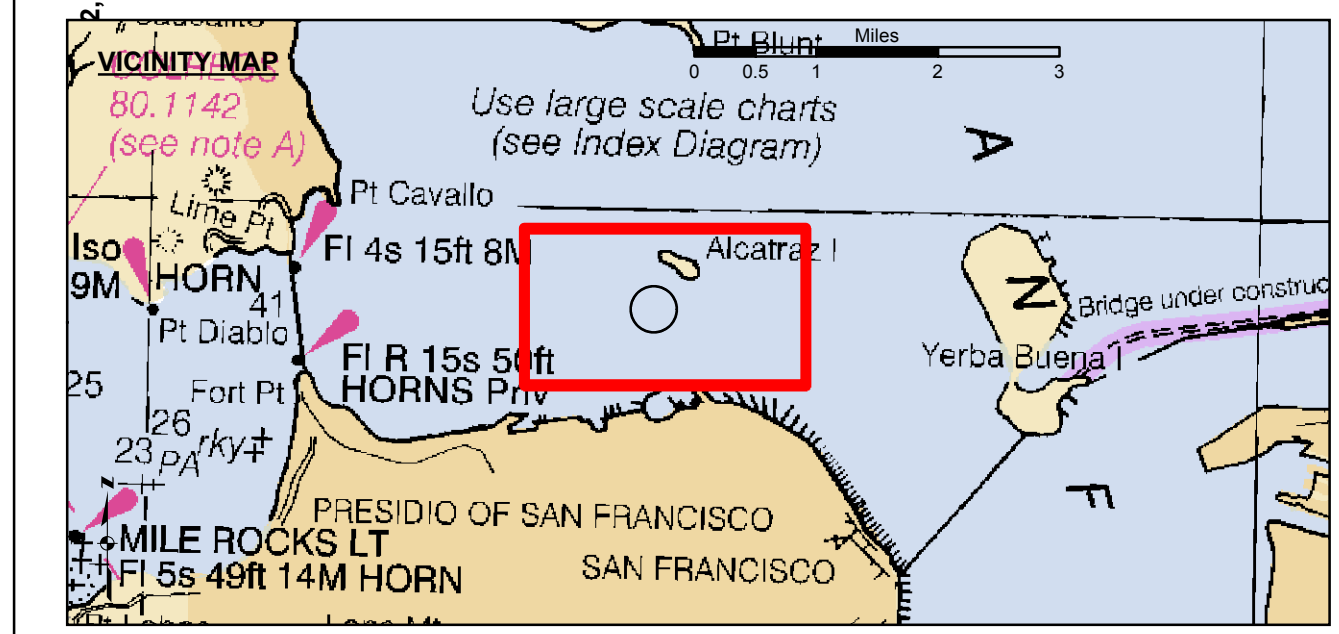 Pt Blunt
Miles
0 0.5 1 2 3
VICINITY MAP
COLREGS
80.1142
(see note A)
Use large scale charts
(see Index Diagram)
A
Pt Cavallo
Lime Pt
Fl 4s 15ft 8M
Alcatraz I
Iso
9M
HORN
41
N
Bridge under construc
Pt Diablo
Fl R 15s 50ft
HORNS Priv
Yerba Buena I
25
Fort Pt
26
23
PA
rky
F
z
PRESIDIO OF SAN FRANCISCO
MILE ROCKS LT
SAN FRANCISCO
Fl 5s 49ft 14M HORN